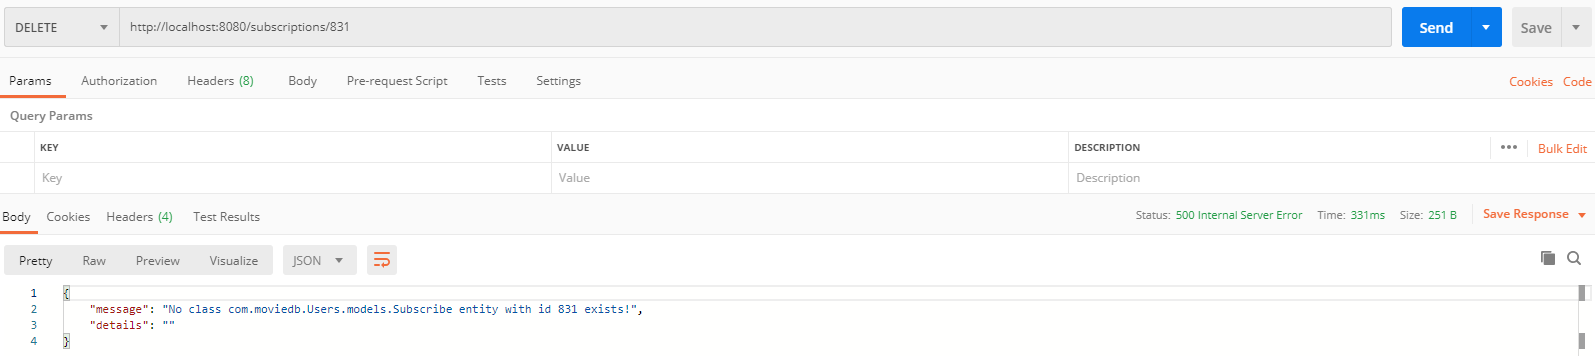 DELETE http://localhost:8080/subscriptions/831 Send Save
Params Authorization Headers (8) Body Pre-request Script Tests Settings Cookies Code
Query Params
KEY VALUE DESCRIPTION ••• Bulk Edit
Key Value Description
Body Cookies Headers (4) Test Results Status: 500 Internal Server Error Time: 331ms Size: 251 B Save Response
Pretty Raw Preview Visualize JSON
1 {
2 "message": "No class com.moviedb.Users.models.Subscribe entity with id 831 exists!",
3 "details": ""
4 }